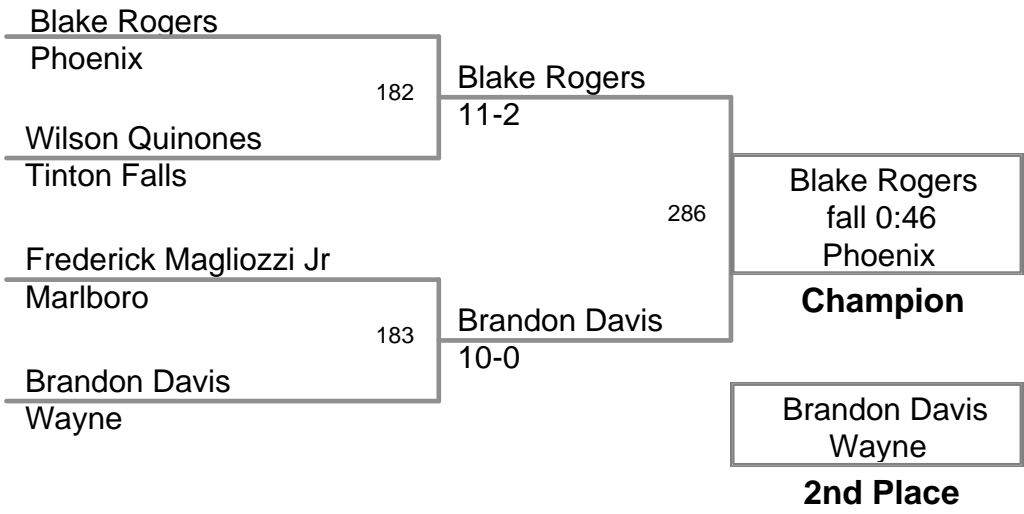 Blake Rogers
Phoenix
182
Wilson Quinones
Tinton Falls
Blake Rogers
11-2
Frederick Magliozzi Jr
Marlboro
183
Brandon Davis
Wayne
Brandon Davis
10-0
286
Blake Rogers
fall 0:46
Phoenix
Champion
Brandon Davis
Wayne
2nd Place